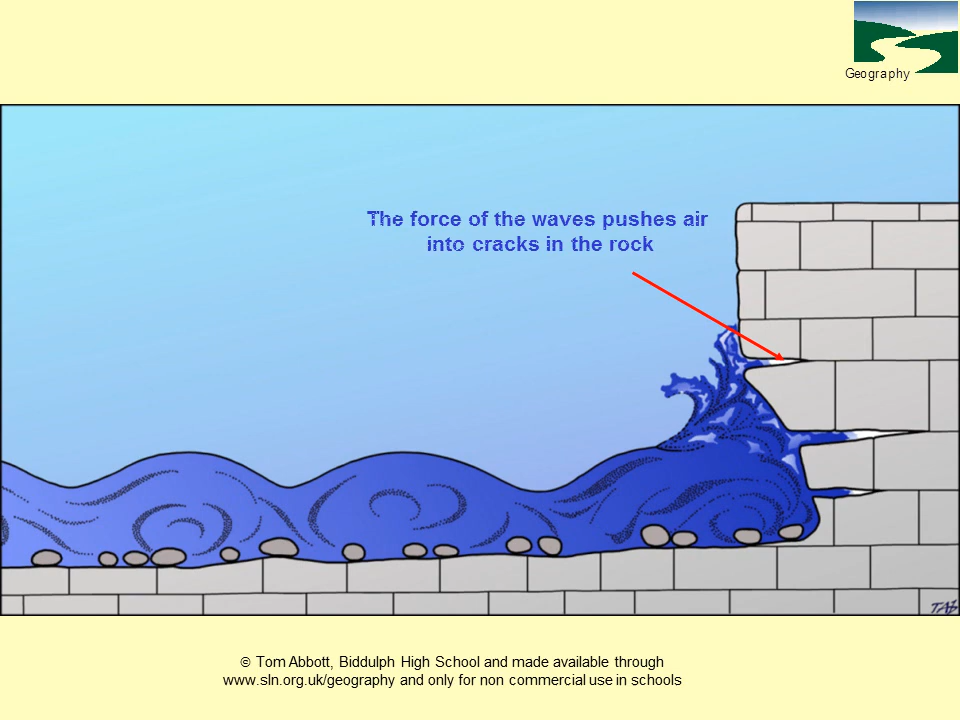 Geography
The force of the waves pushes air
into cracks in the rock
TAB
© Tom Abbott, Biddulph High School and made available through
www.sln.org.uk/geography and only for non commercial use in schools